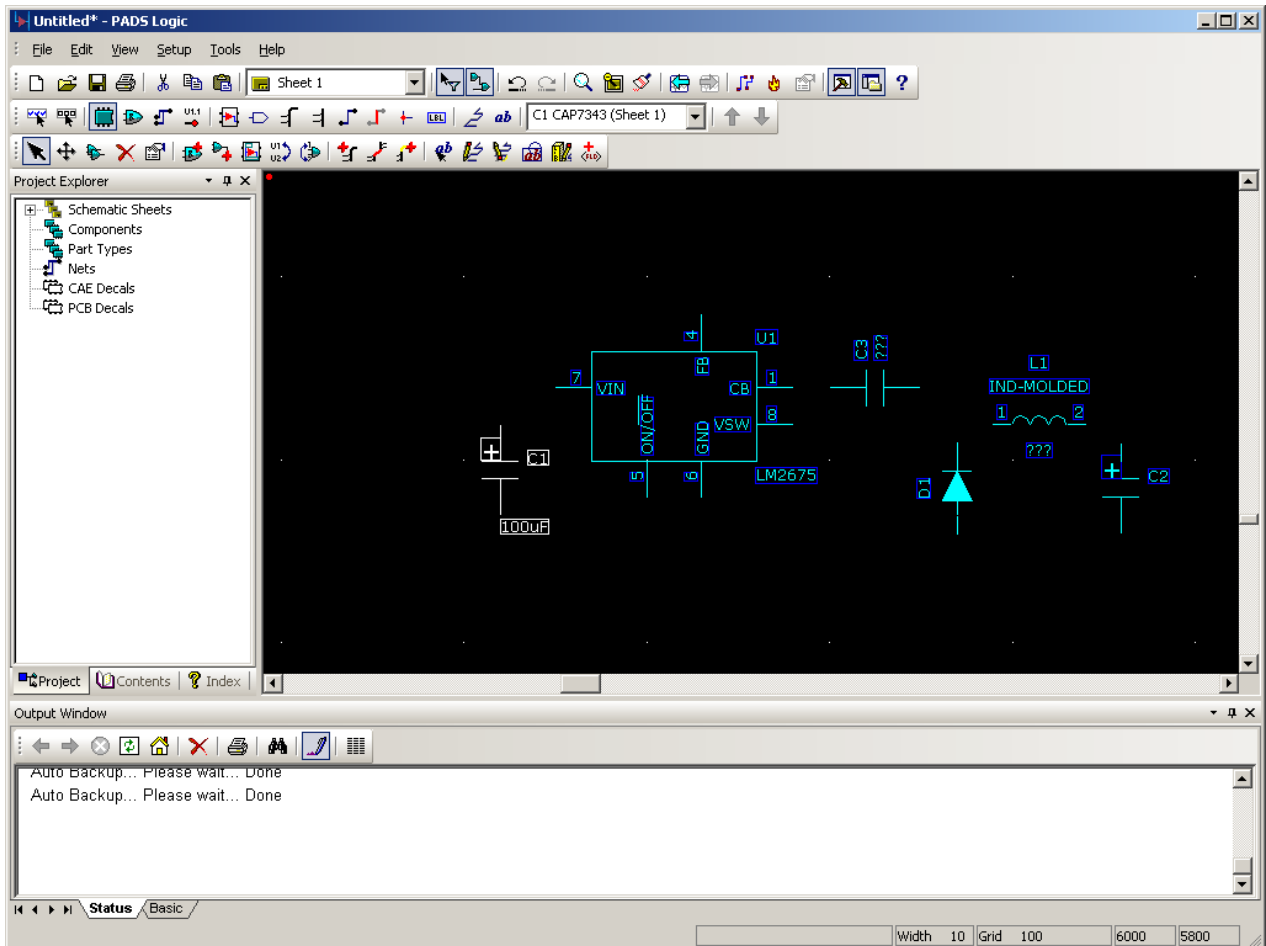 Untitled* - PADS Logic
File Edit View Setup Tools Help
Sheet 1
C1 CAP7343 (Sheet 1)
Project Explorer
Schematic Sheets
Components
Part Types
Nets
CAE Decals
PCB Decals
Project Contents Index
4
U1
FB
7
VIN
CB
1
ON/OFF
GND
VSW
8
5
6
LM2675
C1
100uF
C3
???
L1
IND-MOLDED
1
2
???
D1
C2
Output Window
Auto Backup... Please wait... Done
Auto Backup... Please wait... Done
Status Basic
Width 10 Grid 100 6000 5800